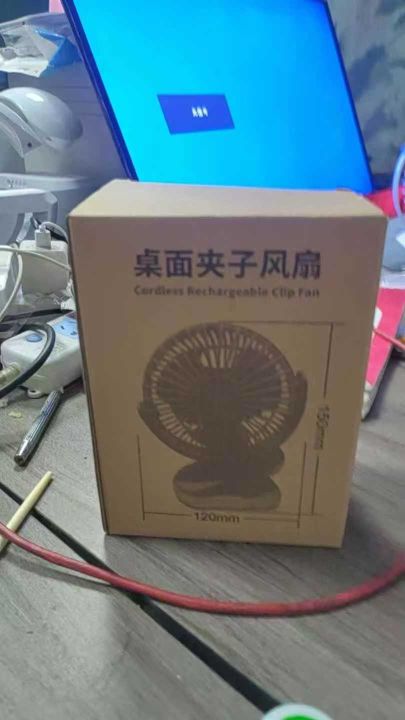 桌面夹子风扇
Cordless Rechargeable Clip Fan
150mm
120mm